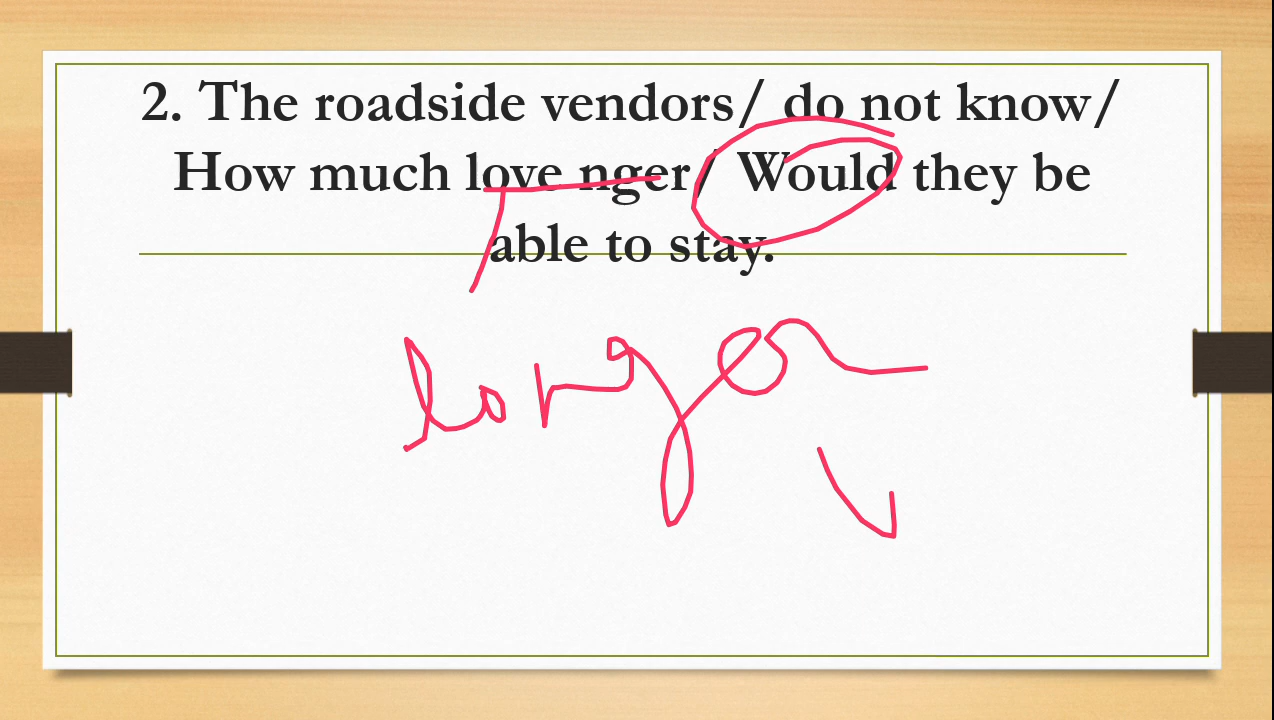 2. The roadside vendors/ do not know/
How much love nger/ Would they be
able to stay.
longer